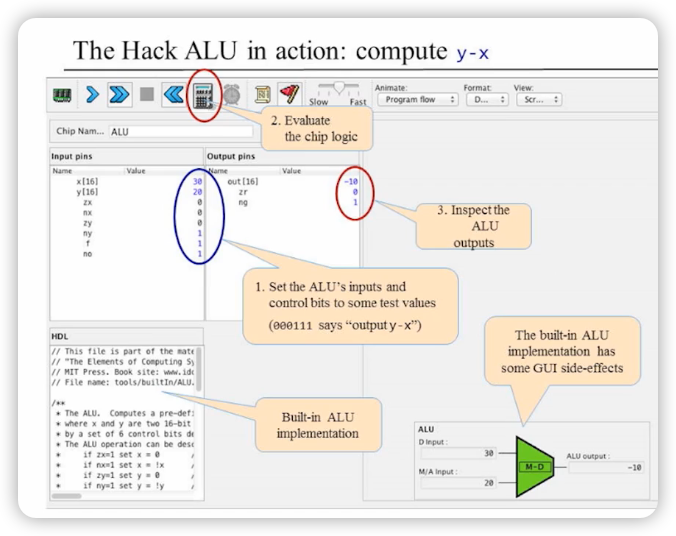 The Hack ALU in action: compute y-x
Animate:
Format:
View:
Slow
Fast
Program flow
D...
Scr...
2. Evaluate
the chip logic
Chip Nam...
ALU
Input pins
Output pins
Name
Value
Name
Value
x[16]
30
out[16]
-10
y[16]
20
zr
0
zx
0
ng
1
nx
0
zy
0
ny
1
f
1
no
1
3. Inspect the
ALU
outputs
1. Set the ALU's inputs and
control bits to some test values
(000111 says "output y-x")
HDL
// This file is part of the mate
// "The Elements of Computing Sy
// MIT Press. Book site: www.idc
// File name: tools/builtIn/ALU.
/**
* The ALU. Computes a pre-defi
* where x and y are two 16-bit
* by a set of 6 control bits de
* The ALU operation can be desc
* if zx=1 set x = 0 /
* if nx=1 set x = !x /
* if zy=1 set y = 0 /
* if ny=1 set y = !y /
Built-in ALU
implementation
The built-in ALU
implementation has
some GUI side-effects
ALU
D Input :
30
M/A Input :
20
M-D
ALU output :
-10